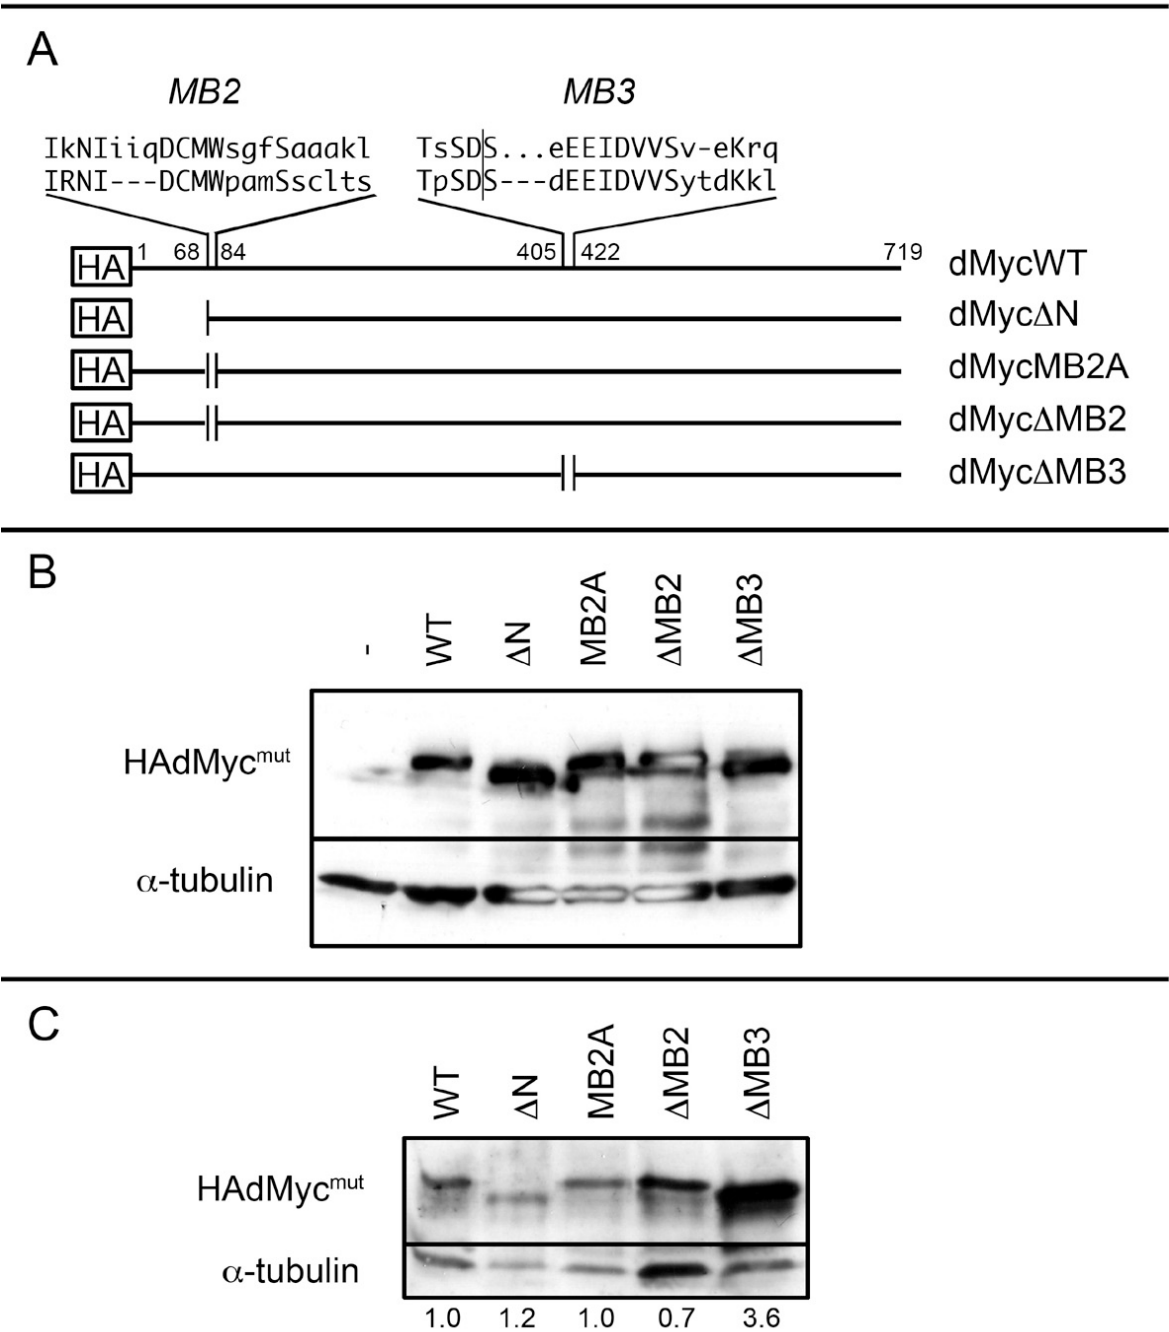 A
MB2 MB3
IkNIiiqDCMWsgfSaaakl TsSDS...eEEIDVVSv-eKrq
IRNI---DCMWpamSsclts TpSDS---dEEIDVVSytdKkl
HA 1 68 84 405 422 719 dMycWT
HA dMycΔN
HA dMycMB2A
HA dMycΔMB2
HA dMycΔMB3
B
- WT ΔN MB2A ΔMB2 ΔMB3
HAdMycmut
α-tubulin
C
WT ΔN MB2A ΔMB2 ΔMB3
HAdMycmut
α-tubulin
1.0 1.2 1.0 0.7 3.6